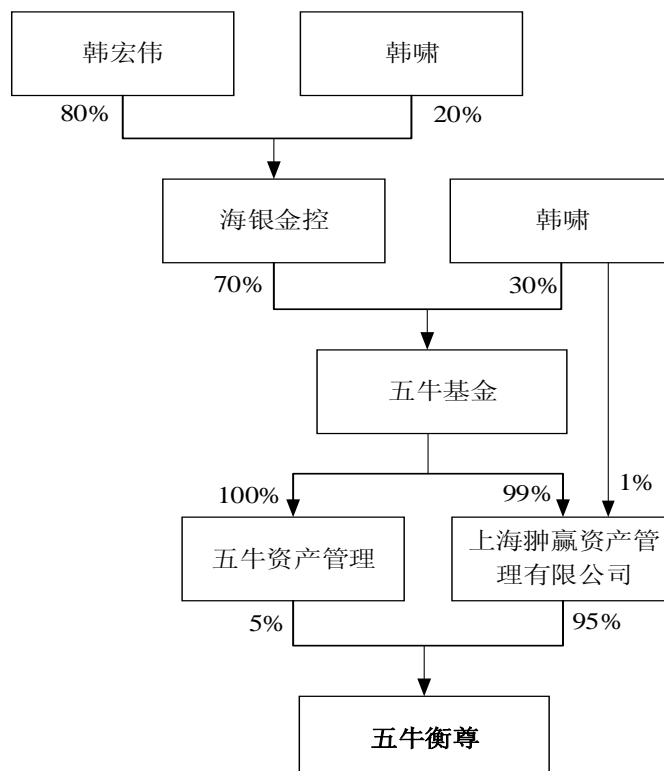 韩宏伟
韩啸
80%
20%
海银金控
韩啸
70%
30%
五牛基金
100%
99%
1%
五牛资产管理
上海翀赢资产管
理有限公司
5%
95%
五牛衡尊